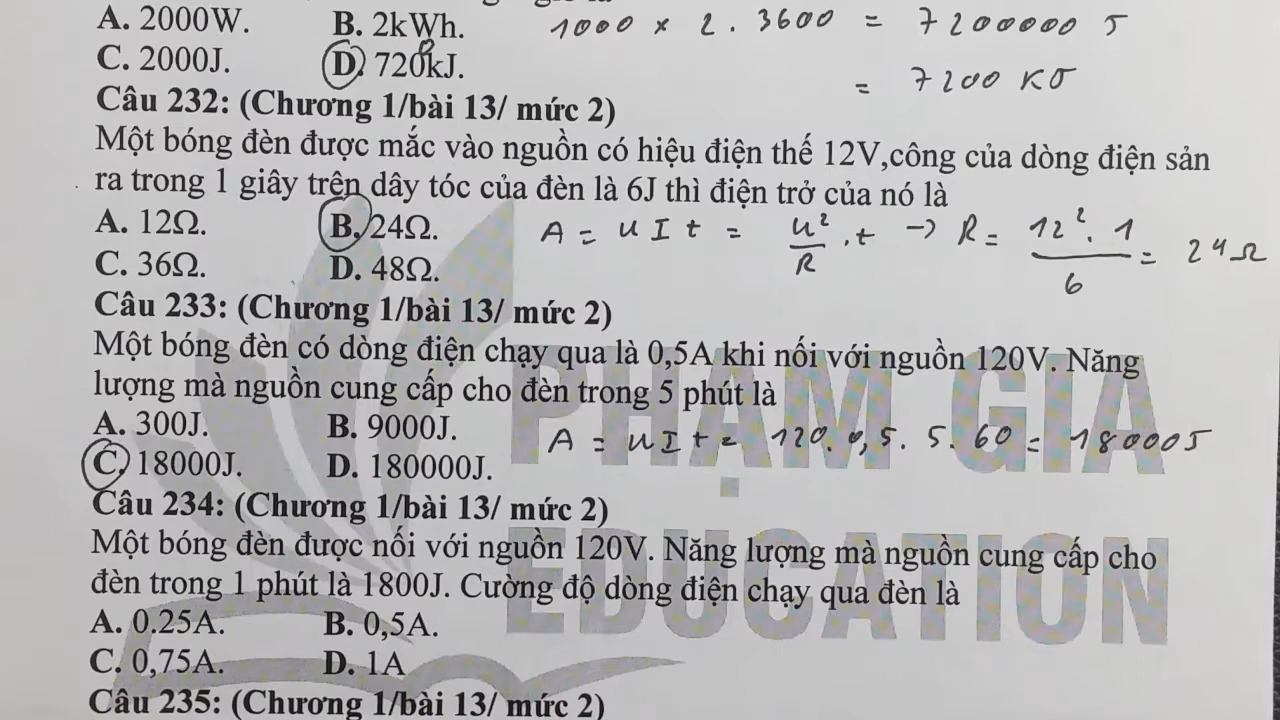 A. 2000W. B. 2kWh. 1000 x 2. 3600 = 7200000 J
C. 2000J. D. 7200kJ. = 7200 KJ
Câu 232: (Chương 1/bài 13/ mức 2)
Một bóng đèn được mắc vào nguồn có hiệu điện thế 12V,công của dòng điện sản
ra trong 1 giây trên dây tóc của đèn là 6J thì điện trở của nó là
A. 12Ω. B. 24Ω. A = UIt = U²/R .t → R = 12².1/6 = 24Ω
C. 36Ω. D. 48Ω.
Câu 233: (Chương 1/bài 13/ mức 2)
Một bóng đèn có dòng điện chạy qua là 0,5A khi nối với nguồn 120V. Năng
lượng mà nguồn cung cấp cho đèn trong 5 phút là
A. 300J. B. 9000J. A = UIt = 120.0,5.5.60 = 18000J
C. 18000J. D. 180000J.
Câu 234: (Chương 1/bài 13/ mức 2)
Một bóng đèn được nối với nguồn 120V. Năng lượng mà nguồn cung cấp cho
đèn trong 1 phút là 1800J. Cường độ dòng điện chạy qua đèn là
A. 0.25A. B. 0,5A.
C. 0,75A. D. 1A
Câu 235: (Chương 1/bài 13/ mức 2)
PHẠM GIA
EDUCATION